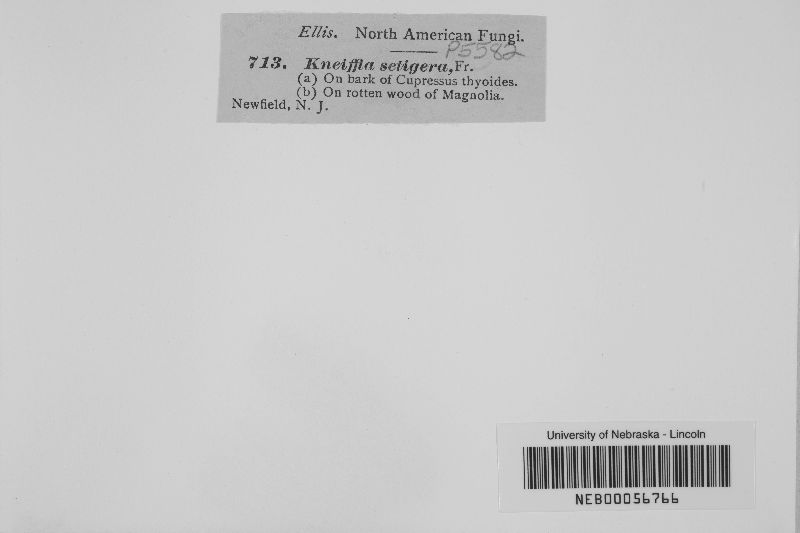 Ellis. North American Fungi.
P5582
713. Kneiffia setigera, Fr.
(a) On bark of Cupressus thyoides.
(b) On rotten wood of Magnolia.
Newfield, N. J.
University of Nebraska - Lincoln
NEB00056766